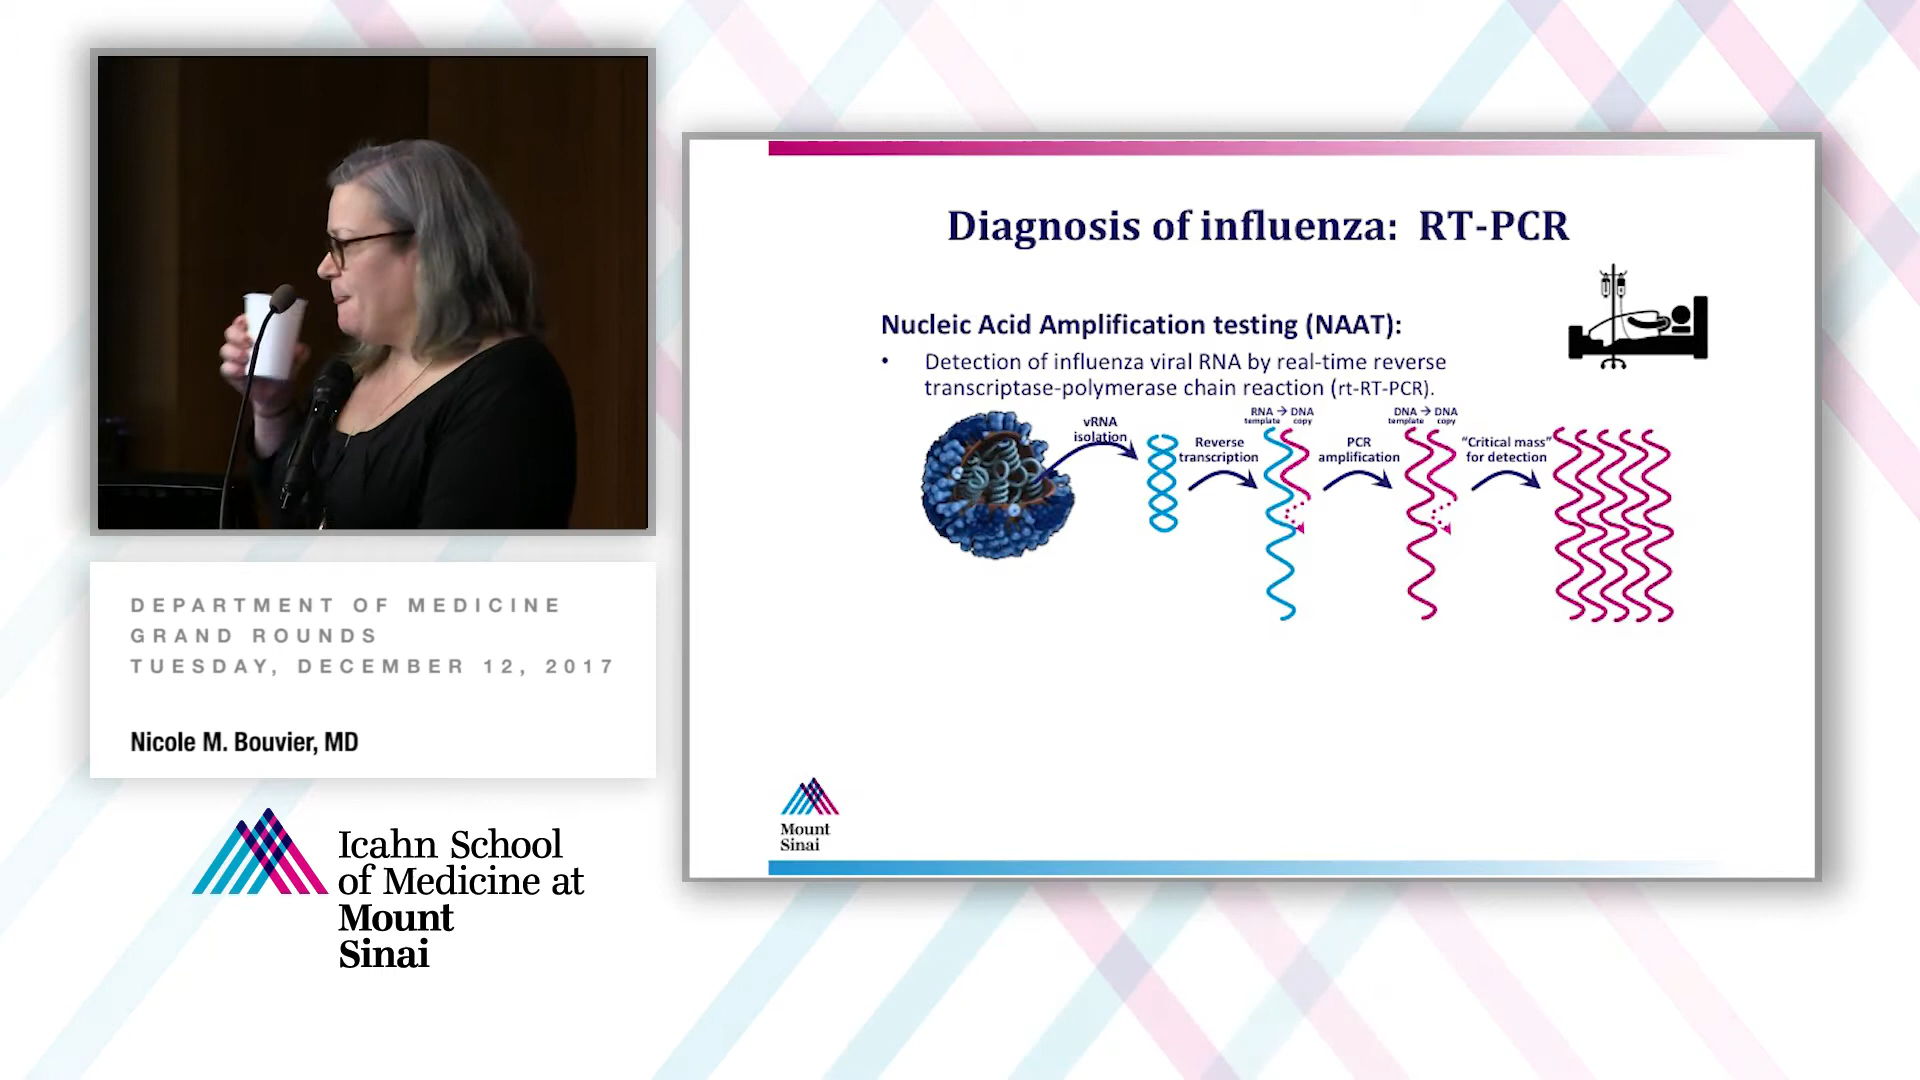 DEPARTMENT OF MEDICINE
GRAND ROUNDS
TUESDAY, DECEMBER 12, 2017
Nicole M. Bouvier, MD
Icahn School
of Medicine at
Mount
Sinai
Diagnosis of influenza: RT-PCR
Nucleic Acid Amplification testing (NAAT):
• Detection of influenza viral RNA by real-time reverse
transcriptase-polymerase chain reaction (rt-RT-PCR).
vRNA
isolation
Reverse
transcription
RNA → DNA
template copy
PCR
amplification
DNA → DNA
template copy
“Critical mass”
for detection
Mount
Sinai